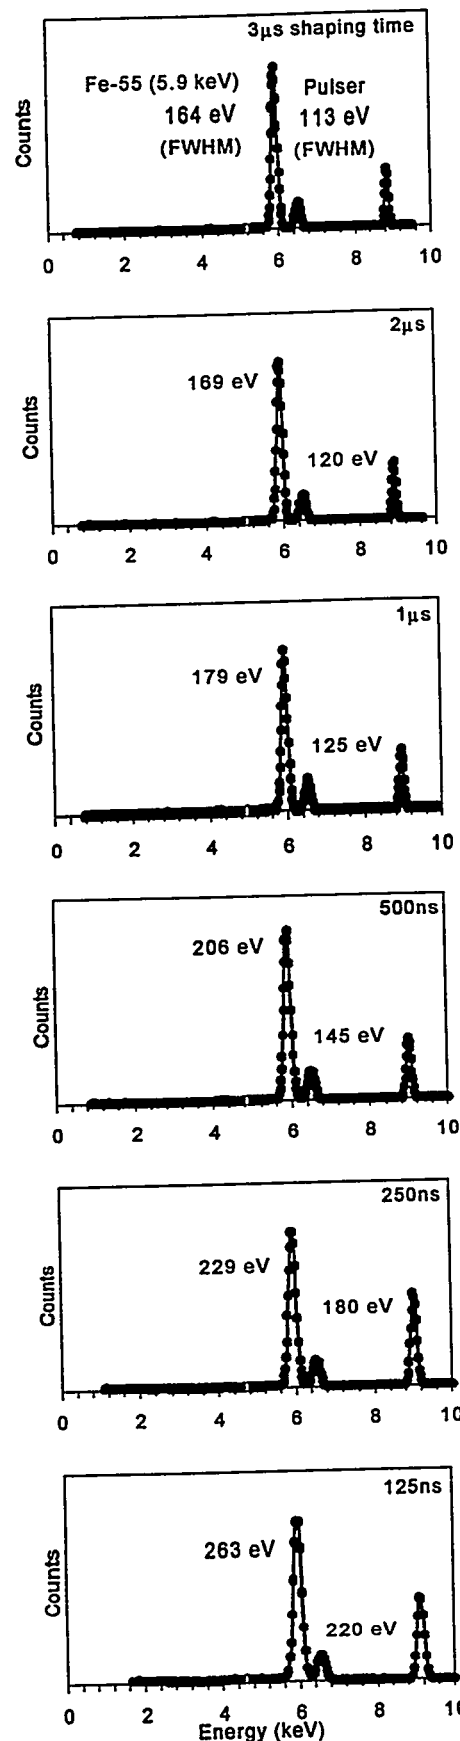 3μs shaping time
Fe-55 (5.9 keV) Pulser
164 eV 113 eV
(FWHM) (FWHM)
Counts
0 2 4 6 8 10
2μs
169 eV
120 eV
Counts
0 2 4 6 8 10
1μs
179 eV
125 eV
Counts
0 2 4 6 8 10
500ns
206 eV
145 eV
Counts
0 2 4 6 8 10
250ns
229 eV
180 eV
Counts
0 2 4 6 8 10
125ns
263 eV
220 eV
Counts
0 2 4 6 8 10
Energy (keV)